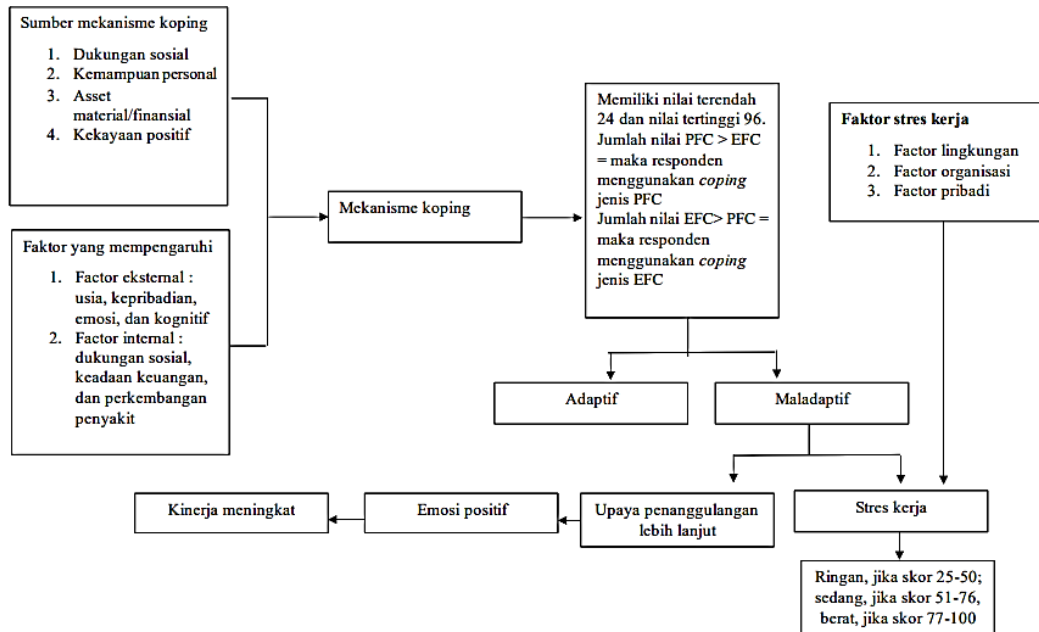 Sumber mekanisme koping
1. Dukungan sosial
2. Kemampuan personal
3. Asset
material/finansial
4. Kekayaan positif
Faktor yang mempengaruhi
1. Factor eksternal :
usia, kepribadian,
emosi, dan kognitif
2. Factor internal :
dukungan sosial,
keadaan keuangan,
dan perkembangan
penyakit
Mekanisme koping
Memiliki nilai terendah
24 dan nilai tertinggi 96.
Jumlah nilai PFC > EFC
= maka responden
menggunakan coping
jenis PFC
Jumlah nilai EFC> PFC =
maka responden
menggunakan coping
jenis EFC
Faktor stres kerja
1. Factor lingkungan
2. Factor organisasi
3. Factor pribadi
Adaptif
Maladaptif
Kinerja meningkat
Emosi positif
Upaya penanggulangan
lebih lanjut
Stres kerja
Ringan, jika skor 25-50;
sedang, jika skor 51-76,
berat, jika skor 77-100